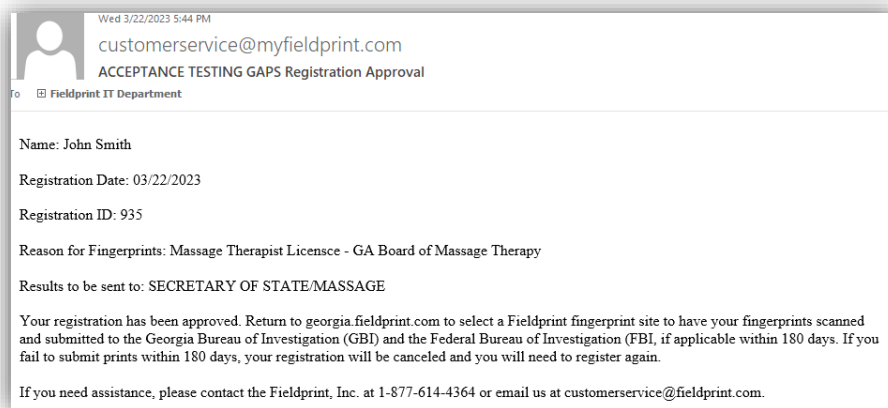 Wed 3/22/2023 5:44 PM
customerservice@myfieldprint.com
ACCEPTANCE TESTING GAPS Registration Approval
To Fieldprint IT Department
Name: John Smith
Registration Date: 03/22/2023
Registration ID: 935
Reason for Fingerprints: Massage Therapist Licensce - GA Board of Massage Therapy
Results to be sent to: SECRETARY OF STATE/MASSAGE
Your registration has been approved. Return to georgia.fieldprint.com to select a Fieldprint fingerprint site to have your fingerprints scanned
and submitted to the Georgia Bureau of Investigation (GBI) and the Federal Bureau of Investigation (FBI, if applicable within 180 days. If you
fail to submit prints within 180 days, your registration will be canceled and you will need to register again.
If you need assistance, please contact the Fieldprint, Inc. at 1-877-614-4364 or email us at customerservice@fieldprint.com.